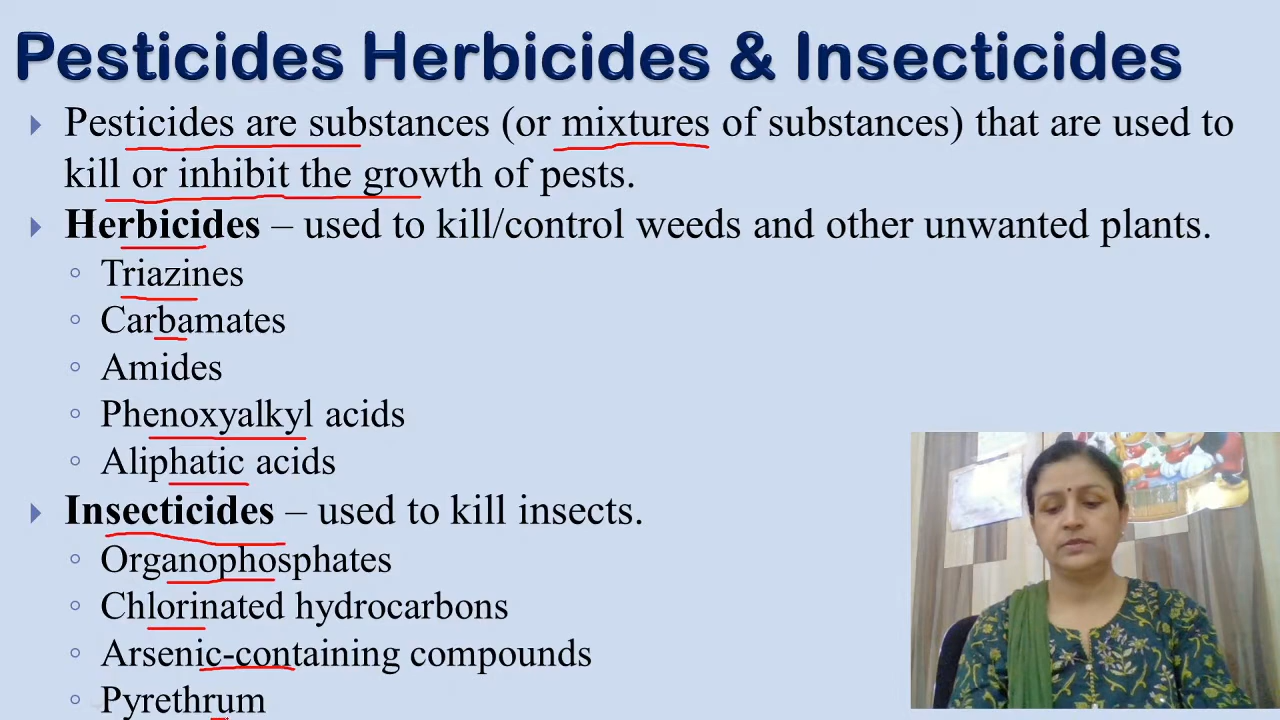 Pesticides Herbicides & Insecticides
Pesticides are substances (or mixtures of substances) that are used to
kill or inhibit the growth of pests.
Herbicides – used to kill/control weeds and other unwanted plants.
Triazines
Carbamates
Amides
Phenoxyalkyl acids
Aliphatic acids
Insecticides – used to kill insects.
Organophosphates
Chlorinated hydrocarbons
Arsenic-containing compounds
Pyrethrum